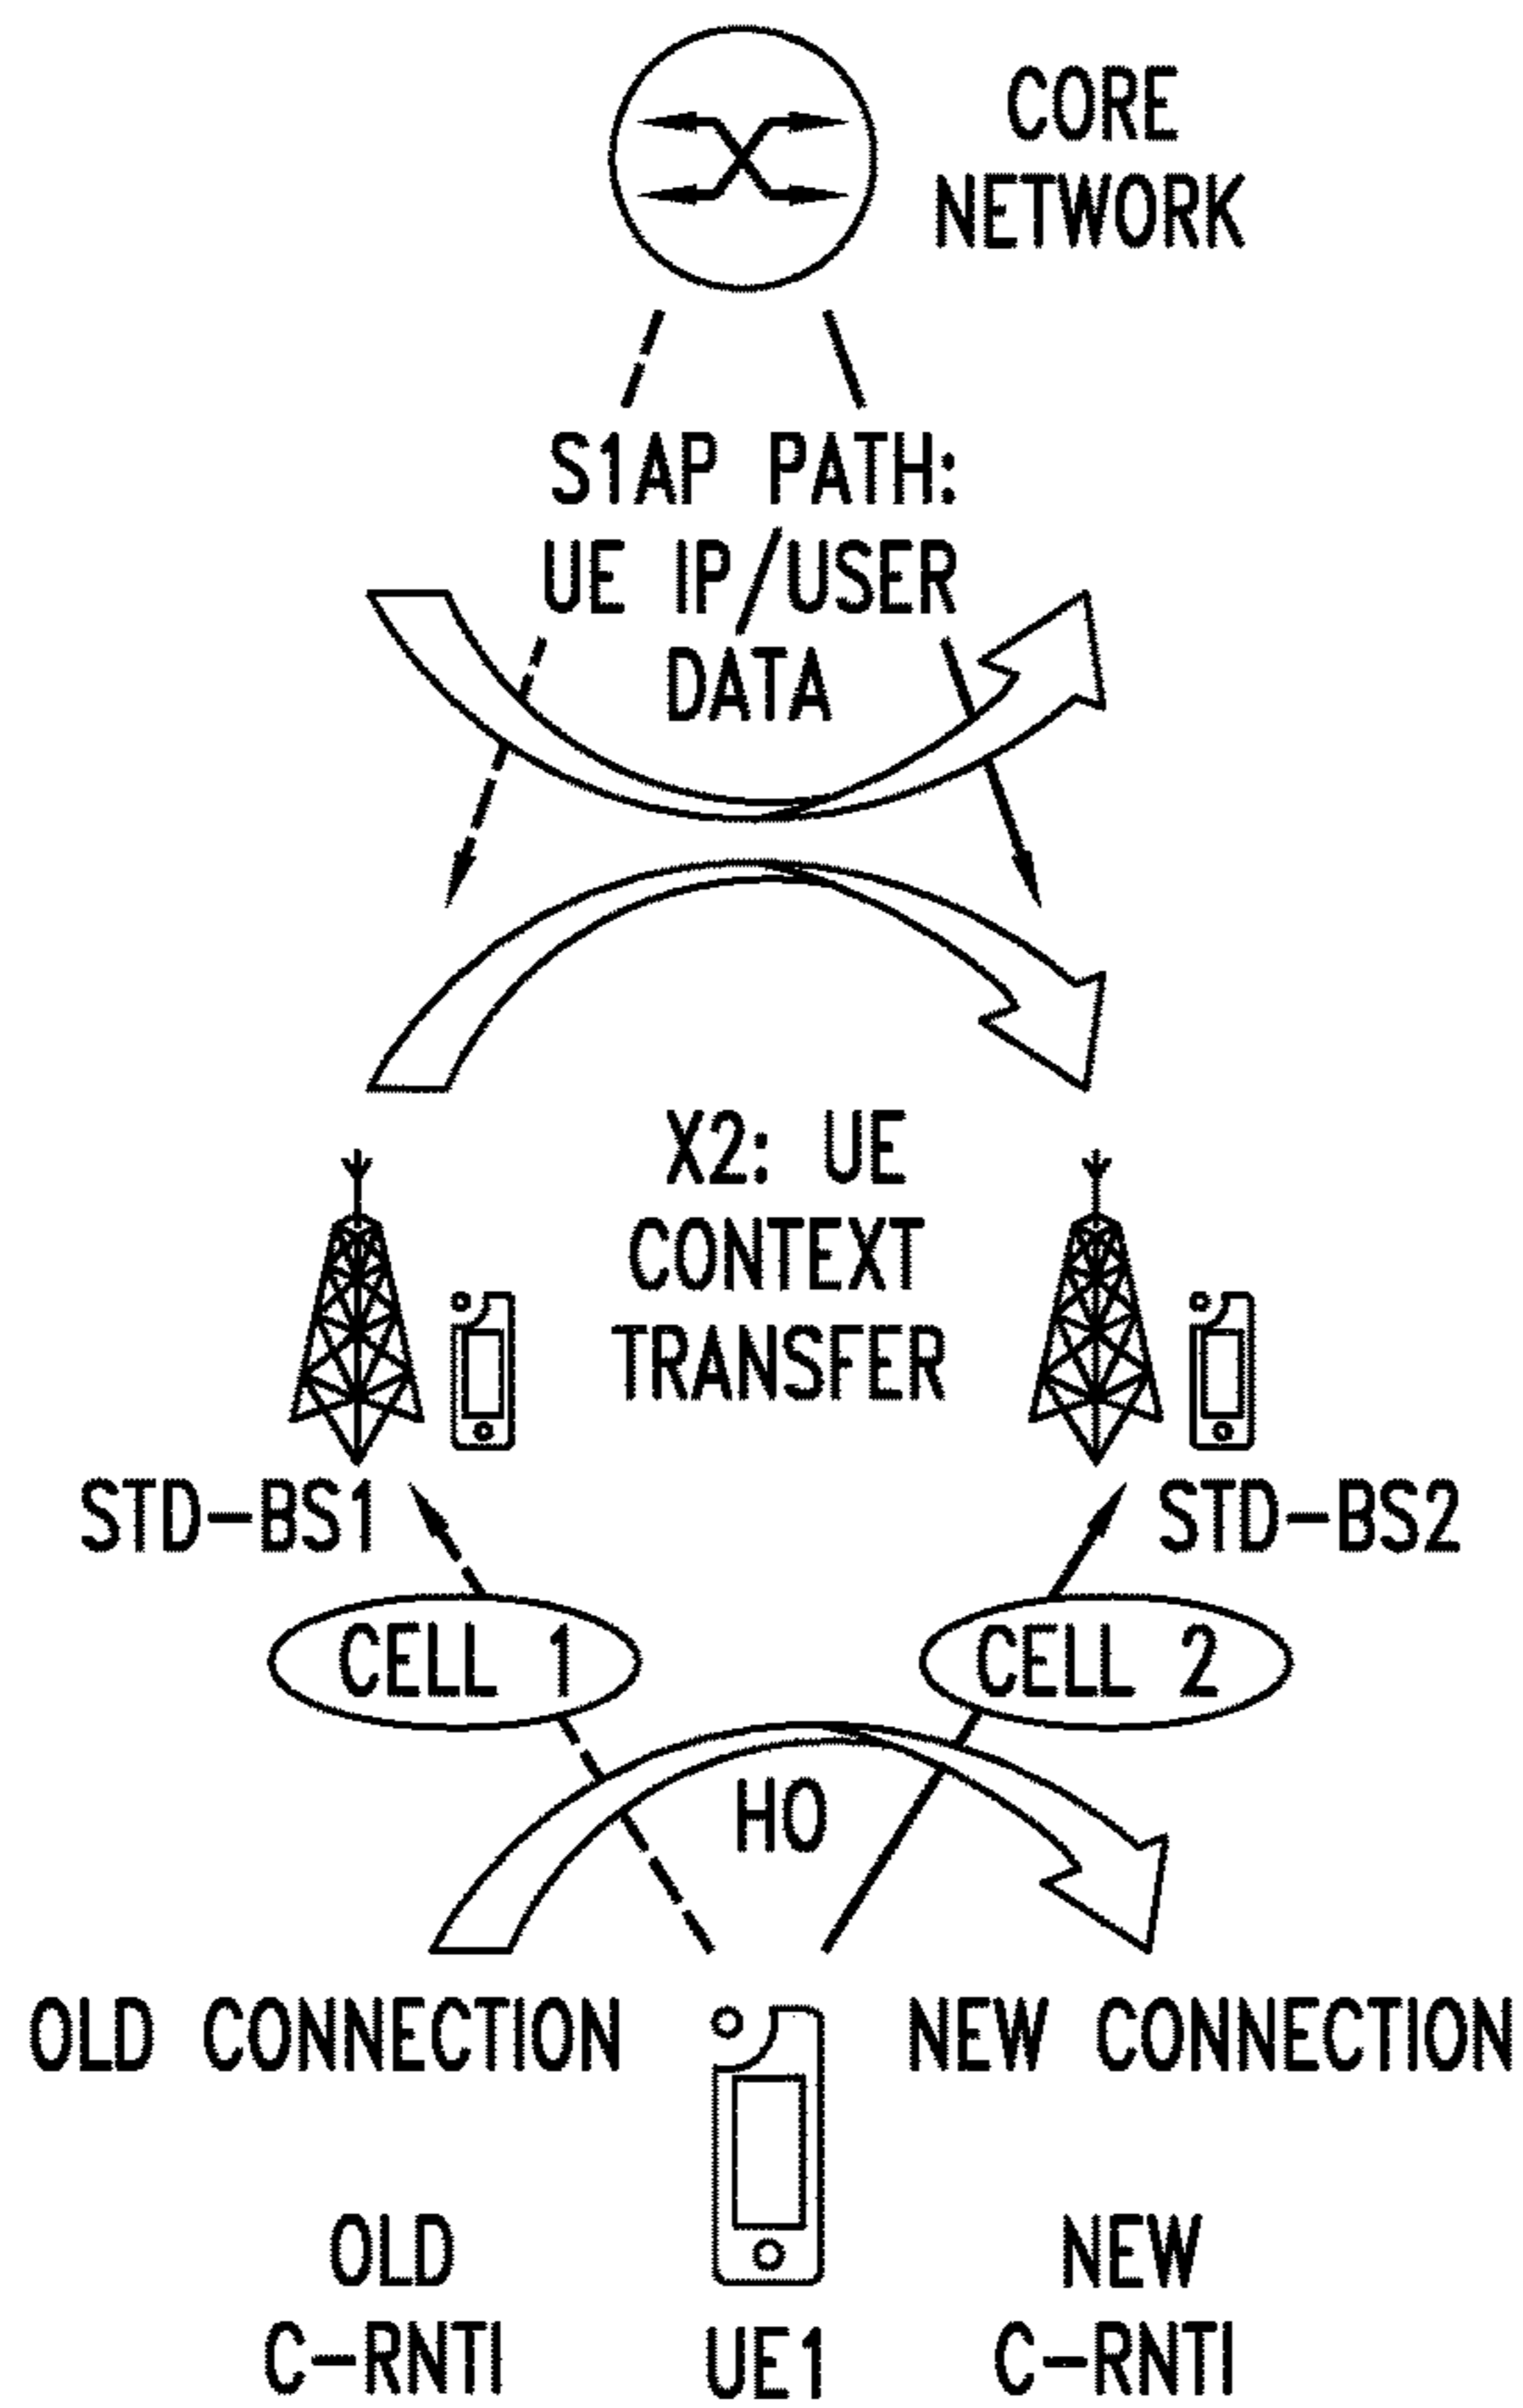 CORE
NETWORK
S1AP PATH:
UE IP/USER
DATA
X2: UE
CONTEXT
TRANSFER
STD-BS1
STD-BS2
CELL 1
CELL 2
HO
OLD CONNECTION
NEW CONNECTION
OLD
C-RNTI
UE1
NEW
C-RNTI